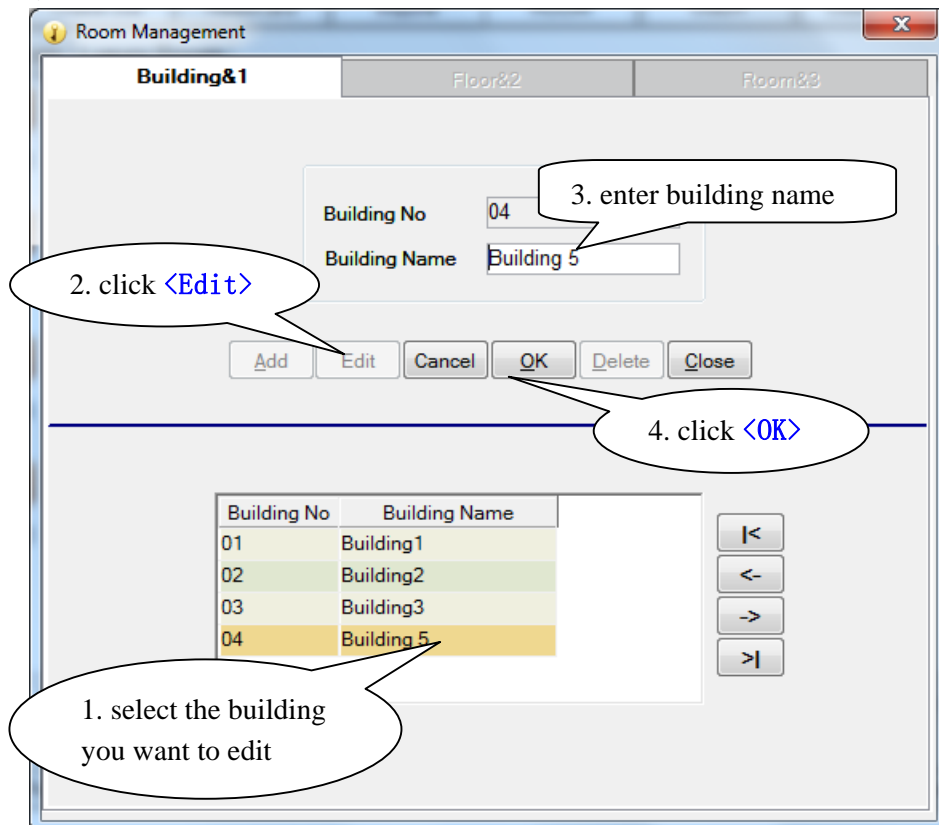 Room Management
X
Building&1 Floor&2 Room&3
3. enter building name
Building No 04
Building Name Building 5
2. click <Edit>
Add Edit Cancel OK Delete Close
4. click <OK>
Building No Building Name
01 Building1
02 Building2
03 Building3
04 Building 5
|<
<-
->
>|
1. select the building
you want to edit